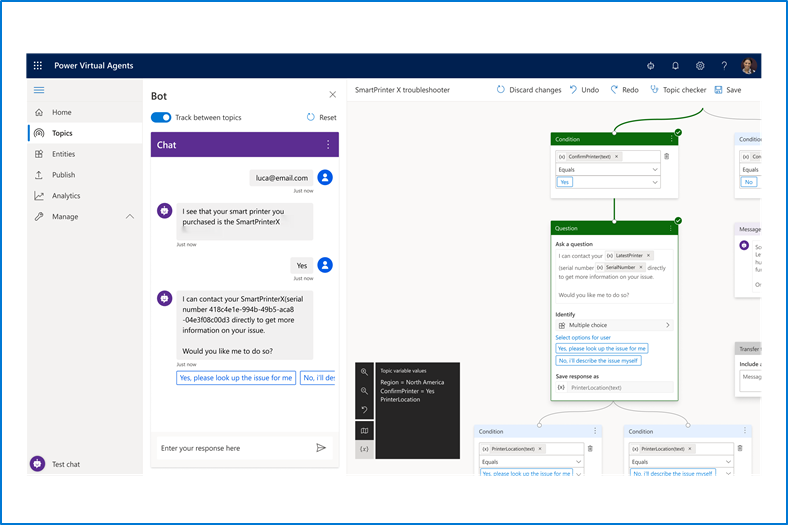 Power Virtual Agents
?
Home
Topics
Entities
Publish
Analytics
Manage
Test chat
Bot
Track between topics
Reset
Chat
luca@email.com
Just now
I see that your smart printer you
purchased is the SmartPrinterX
Just now
Yes
Just now
I can contact your SmartPrinterX(serial
number 418c4e1e-994b-49b5-aca8
-04e3f08c00d3 directly to get more
information on your issue.
Would you like me to do so?
Just now
Yes, please look up the issue for me
No, i'll des
Enter your response here
SmartPrinter X troubleshooter
Discard changes
Undo
Redo
Topic checker
Save
Topic variable values
Region = North America
ConfirmPrinter = Yes
PrinterLocation
(x)
Condition
(x) ConfirmPrinter(text) ×
Equals
Yes
Question
Ask a question
I can contact your (x) LatestPrinter ×
(serial number (x) SerialNumber × directly
to get more information on your issue.
Would you like me to do so?
Identify
Multiple choice
Select options for user
Yes, please look up the issue for me
No, i'll describe the issue myself
Save response as
(x) PrinterLocation(text)
Condition
(x) PrinterLocation(text) ×
Equals
Yes, please look up the issue for me
Condition
(x) PrinterLocation(text) ×
Equals
No, i'll describe the issue myself
Conditio
(x) Con
Equals
No
Message
So
Le
hu
fu
Or
Transfer
Include a
Messag